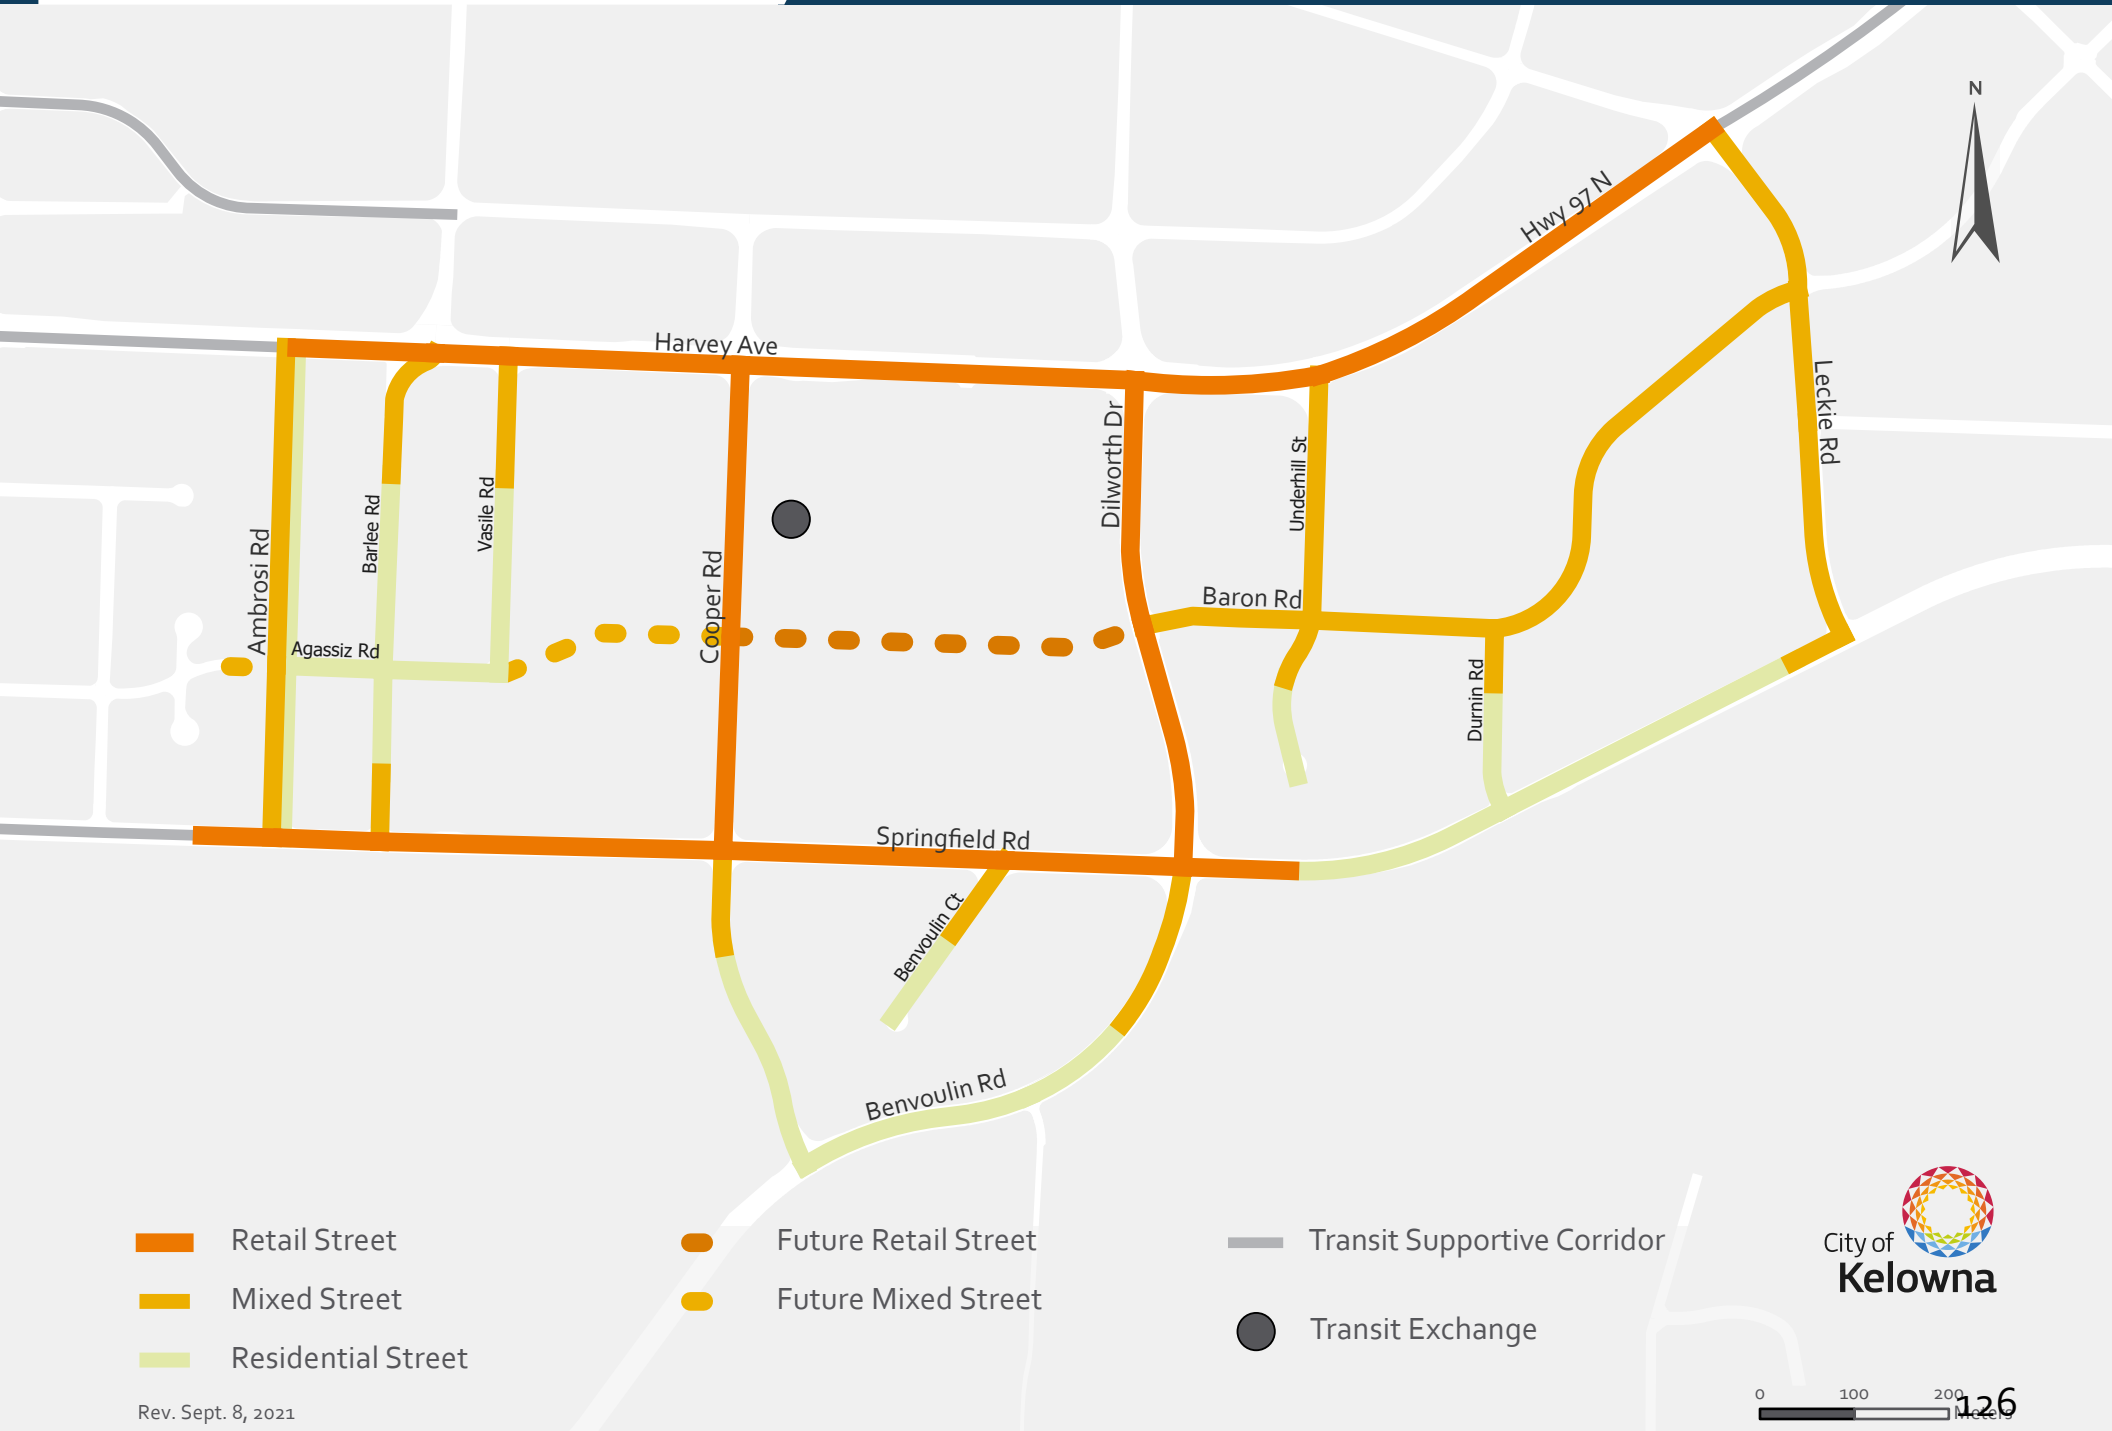 N
Hwy 97 N
Harvey Ave
Leckie Rd
Dilworth Dr
Underhill St
Vasile Rd
Barlee Rd
Ambrosi Rd
Cooper Rd
Baron Rd
Agassiz Rd
Durnin Rd
Springfield Rd
Benvoulin Ct
Benvoulin Rd
Retail Street
Mixed Street
Residential Street
Future Retail Street
Future Mixed Street
Transit Supportive Corridor
Transit Exchange
City of
Kelowna
Rev. Sept. 8, 2021
0 100 200
Meters
126